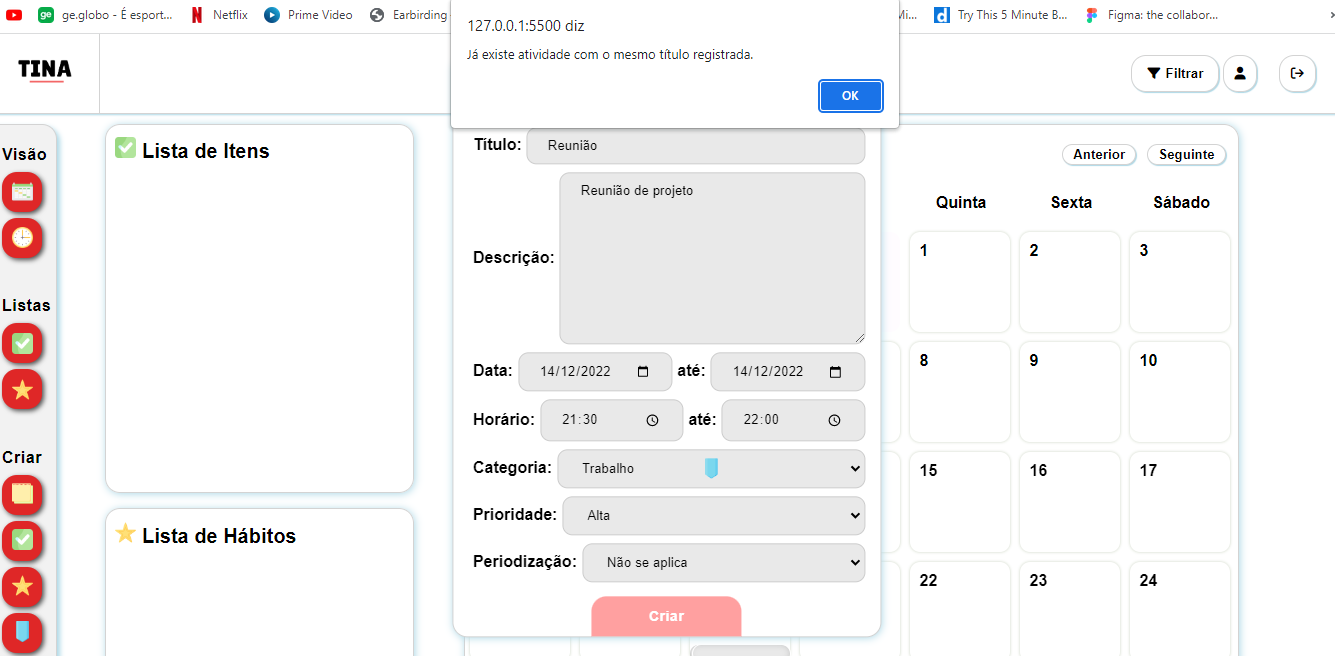 ge.globo - É esport...
Netflix
Prime Video
Earbirding
Mi...
Try This 5 Minute B...
Figma: the collabor...
127.0.0.1:5500 diz
Já existe atividade com o mesmo título registrada.
OK
TINA
Filtrar
Visão
Listas
Criar
Lista de Itens
Lista de Hábitos
Título: Reunião
Descrição: Reunião de projeto
Data: 14/12/2022 até: 14/12/2022
Horário: 21:30 até: 22:00
Categoria: Trabalho
Prioridade: Alta
Periodização: Não se aplica
Criar
Anterior Seguinte
Quinta Sexta Sábado
1 2 3
8 9 10
15 16 17
22 23 24